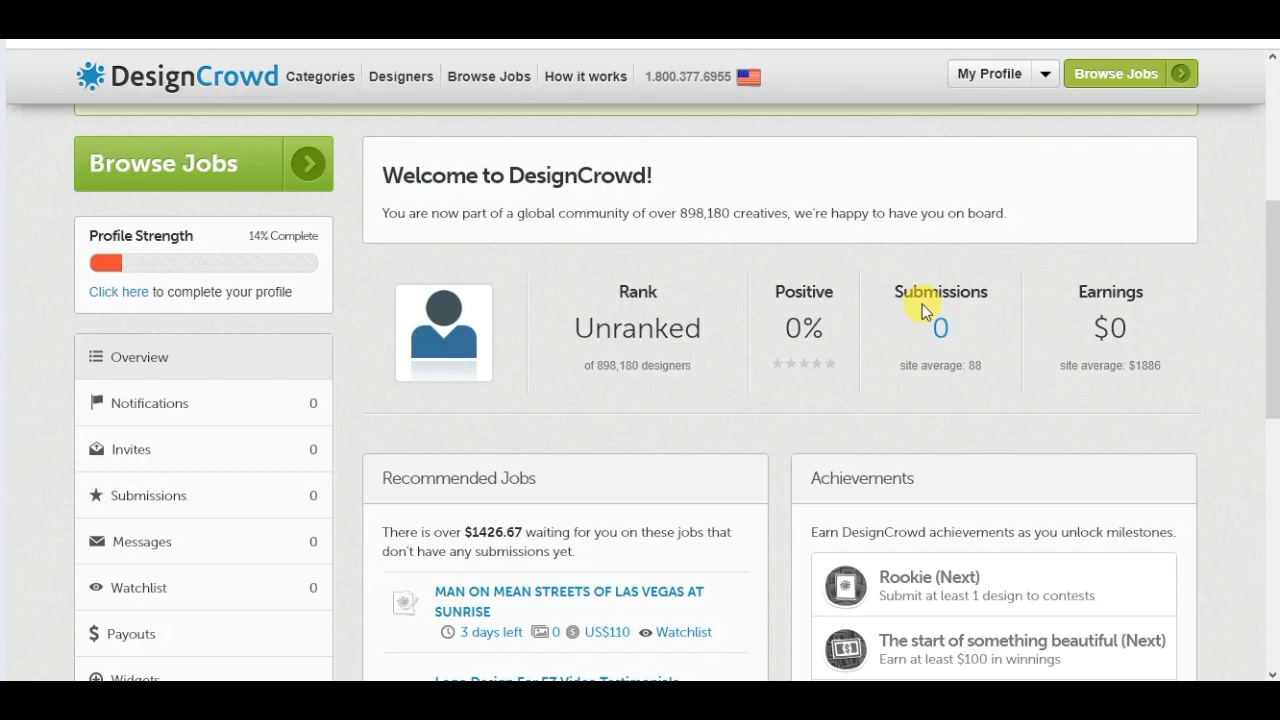 DesignCrowd Categories Designers Browse Jobs How it works 1.800.377.6955 My Profile Browse Jobs
Browse Jobs
Profile Strength 14% Complete
Click here to complete your profile
Overview
Notifications 0
Invites 0
Submissions 0
Messages 0
Watchlist 0
Payouts
Widgets
Welcome to DesignCrowd!
You are now part of a global community of over 898,180 creatives, we're happy to have you on board.
Rank
Unranked
of 898,180 designers
Positive
0%
Submissions
0
site average: 88
Earnings
$0
site average: $1886
Recommended Jobs
There is over $1426.67 waiting for you on these jobs that
don't have any submissions yet.
MAN ON MEAN STREETS OF LAS VEGAS AT
SUNRISE
3 days left 0 US$110 Watchlist
Logo Design For EZ Video Testimonials
Achievements
Earn DesignCrowd achievements as you unlock milestones.
Rookie (Next)
Submit at least 1 design to contests
The start of something beautiful (Next)
Earn at least $100 in winnings